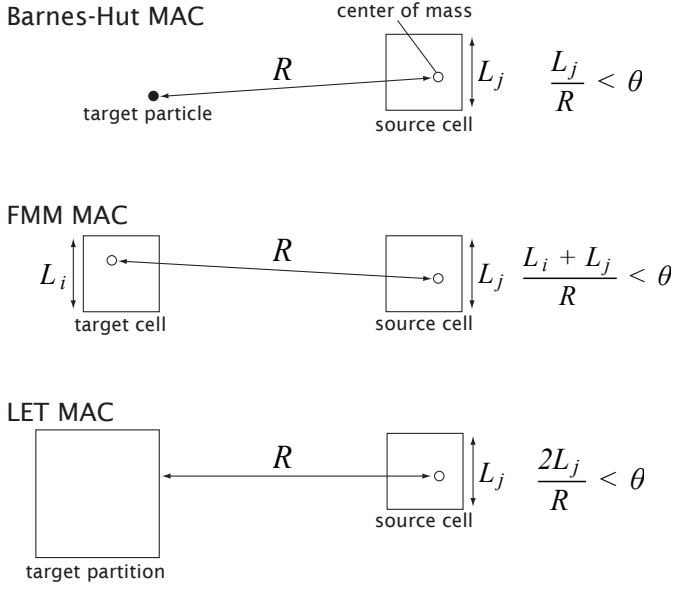 Barnes-Hut MAC
center of mass
R
L_j
L_j / R < θ
target particle
source cell
FMM MAC
R
L_i
L_j
L_i + L_j / R < θ
target cell
source cell
LET MAC
R
L_j
2L_j / R < θ
source cell
target partition